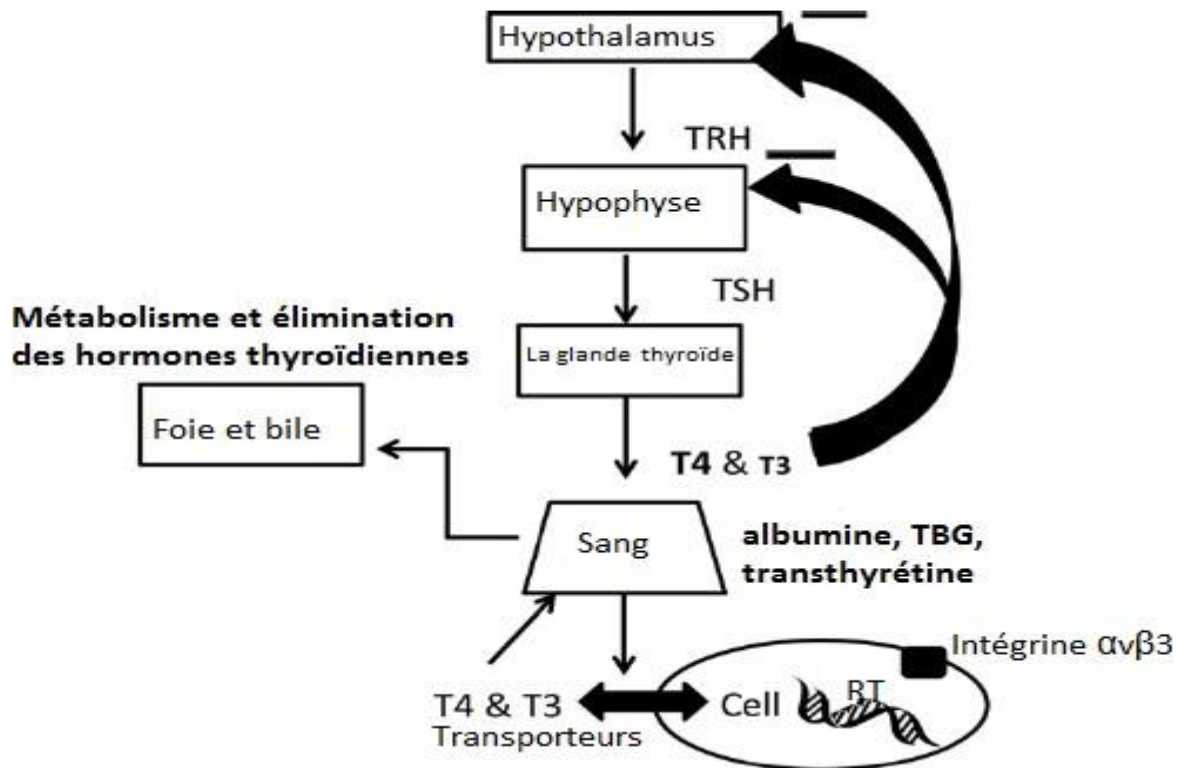 Hypothalamus
TRH
Hypophyse
TSH
Métabolisme et élimination
des hormones thyroïdiennes
La glande thyroïde
Foie et bile
T4 & T3
Sang
albumine, TBG,
transthyrétine
Intégrine αvβ3
RT
T4 & T3
Cell
Transporteurs